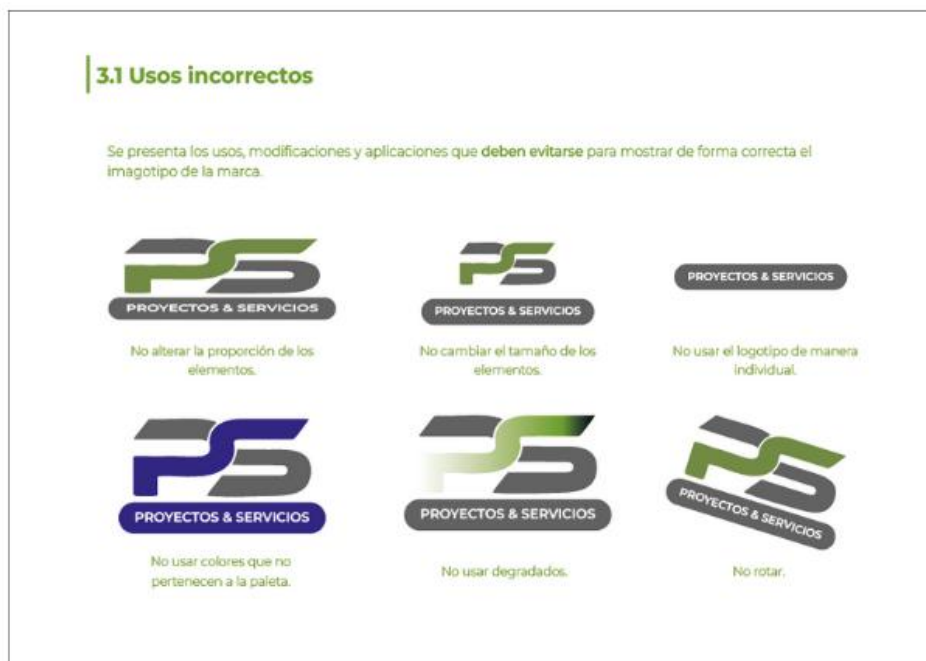 3.1 Usos incorrectos
Se presenta los usos, modificaciones y aplicaciones que deben evitarse para mostrar de forma correcta el
imagotipo de la marca.
PS
PROYECTOS & SERVICIOS
No alterar la proporción de los
elementos.
PS
PROYECTOS & SERVICIOS
No cambiar el tamaño de los
elementos.
PROYECTOS & SERVICIOS
No usar el logotipo de manera
individual.
PS
PROYECTOS & SERVICIOS
No usar colores que no
pertenecen a la paleta.
PS
PROYECTOS & SERVICIOS
No usar degradados.
PS
PROYECTOS & SERVICIOS
No rotar.